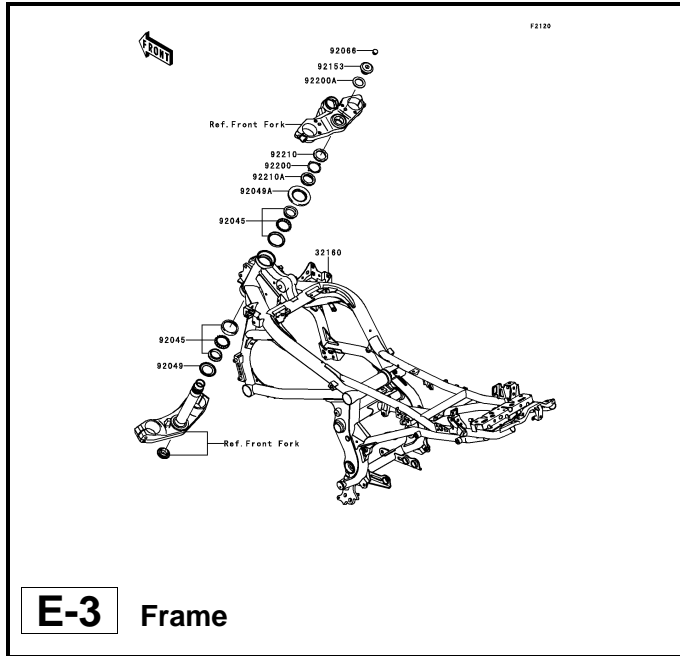 F2120
FRONT
92066
92153
92200A
Ref.Front Fork
92210
92200
92210A
92049A
92045
32160
92045
92049
Ref.Front Fork
E-3 Frame